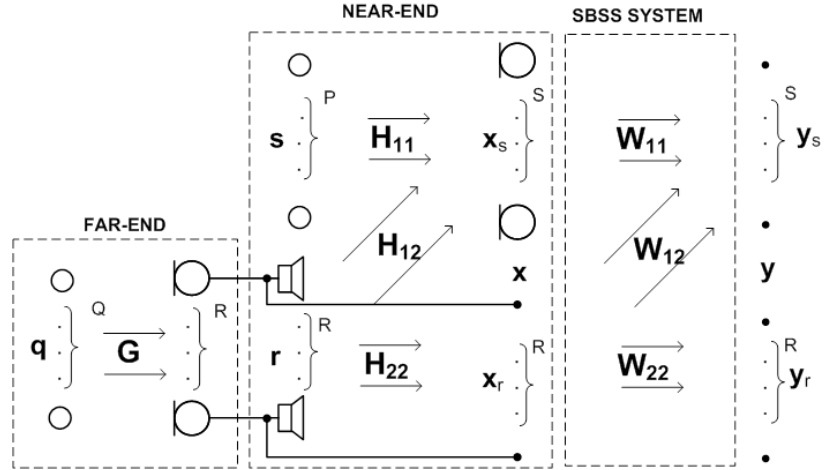 NEAR-END
SBSS SYSTEM
P
S
S
s
H11
xs
W11
ys
FAR-END
H12
W12
x
y
Q
R
R
R
R
q
G
r
H22
xr
W22
yr